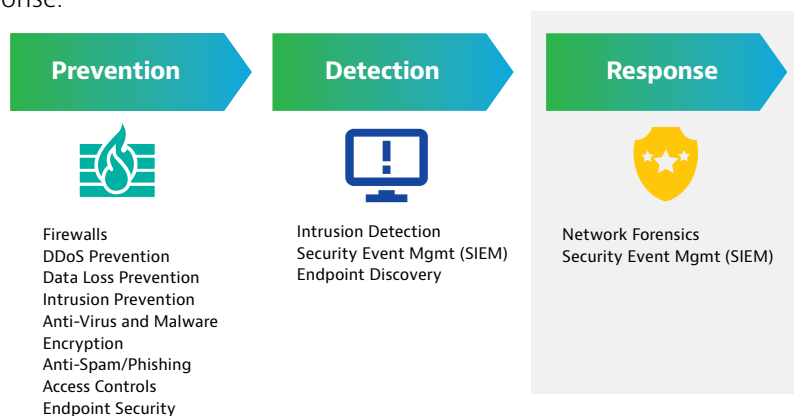 onse.
Prevention
Detection
Response
Firewalls
DDoS Prevention
Data Loss Prevention
Intrusion Prevention
Anti-Virus and Malware
Encryption
Anti-Spam/Phishing
Access Controls
Endpoint Security
Intrusion Detection
Security Event Mgmt (SIEM)
Endpoint Discovery
Network Forensics
Security Event Mgmt (SIEM)